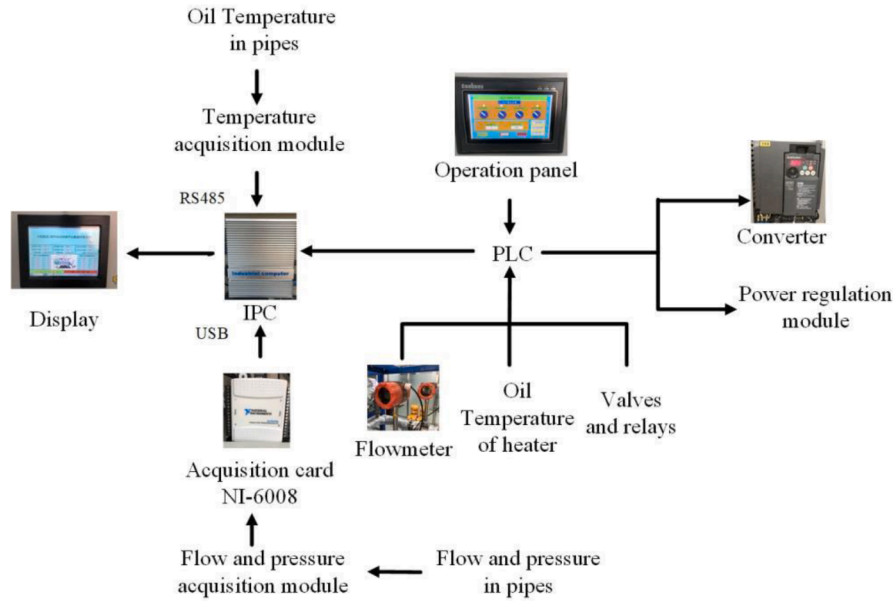 Oil Temperature
in pipes
Temperature
acquisition module
RS485
Operation panel
Converter
PLC
Industrial computer
IPC
Display
USB
Power regulation
module
Flowmeter
Oil
Temperature
of heater
Valves
and relays
Acquisition card
NI-6008
Flow and pressure
acquisition module
Flow and pressure
in pipes